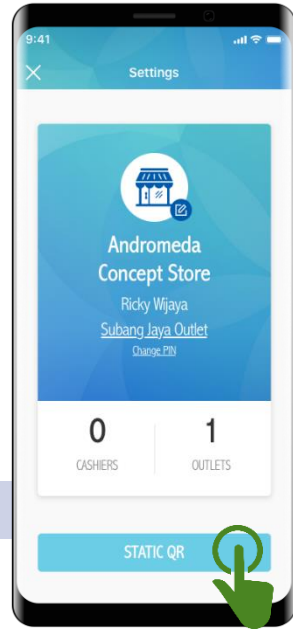 9:41
Settings
Andromeda
Concept Store
Ricky Wijaya
Subang Jaya Outlet
Change PIN
0 1
CASHIERS OUTLETS
STATIC QR